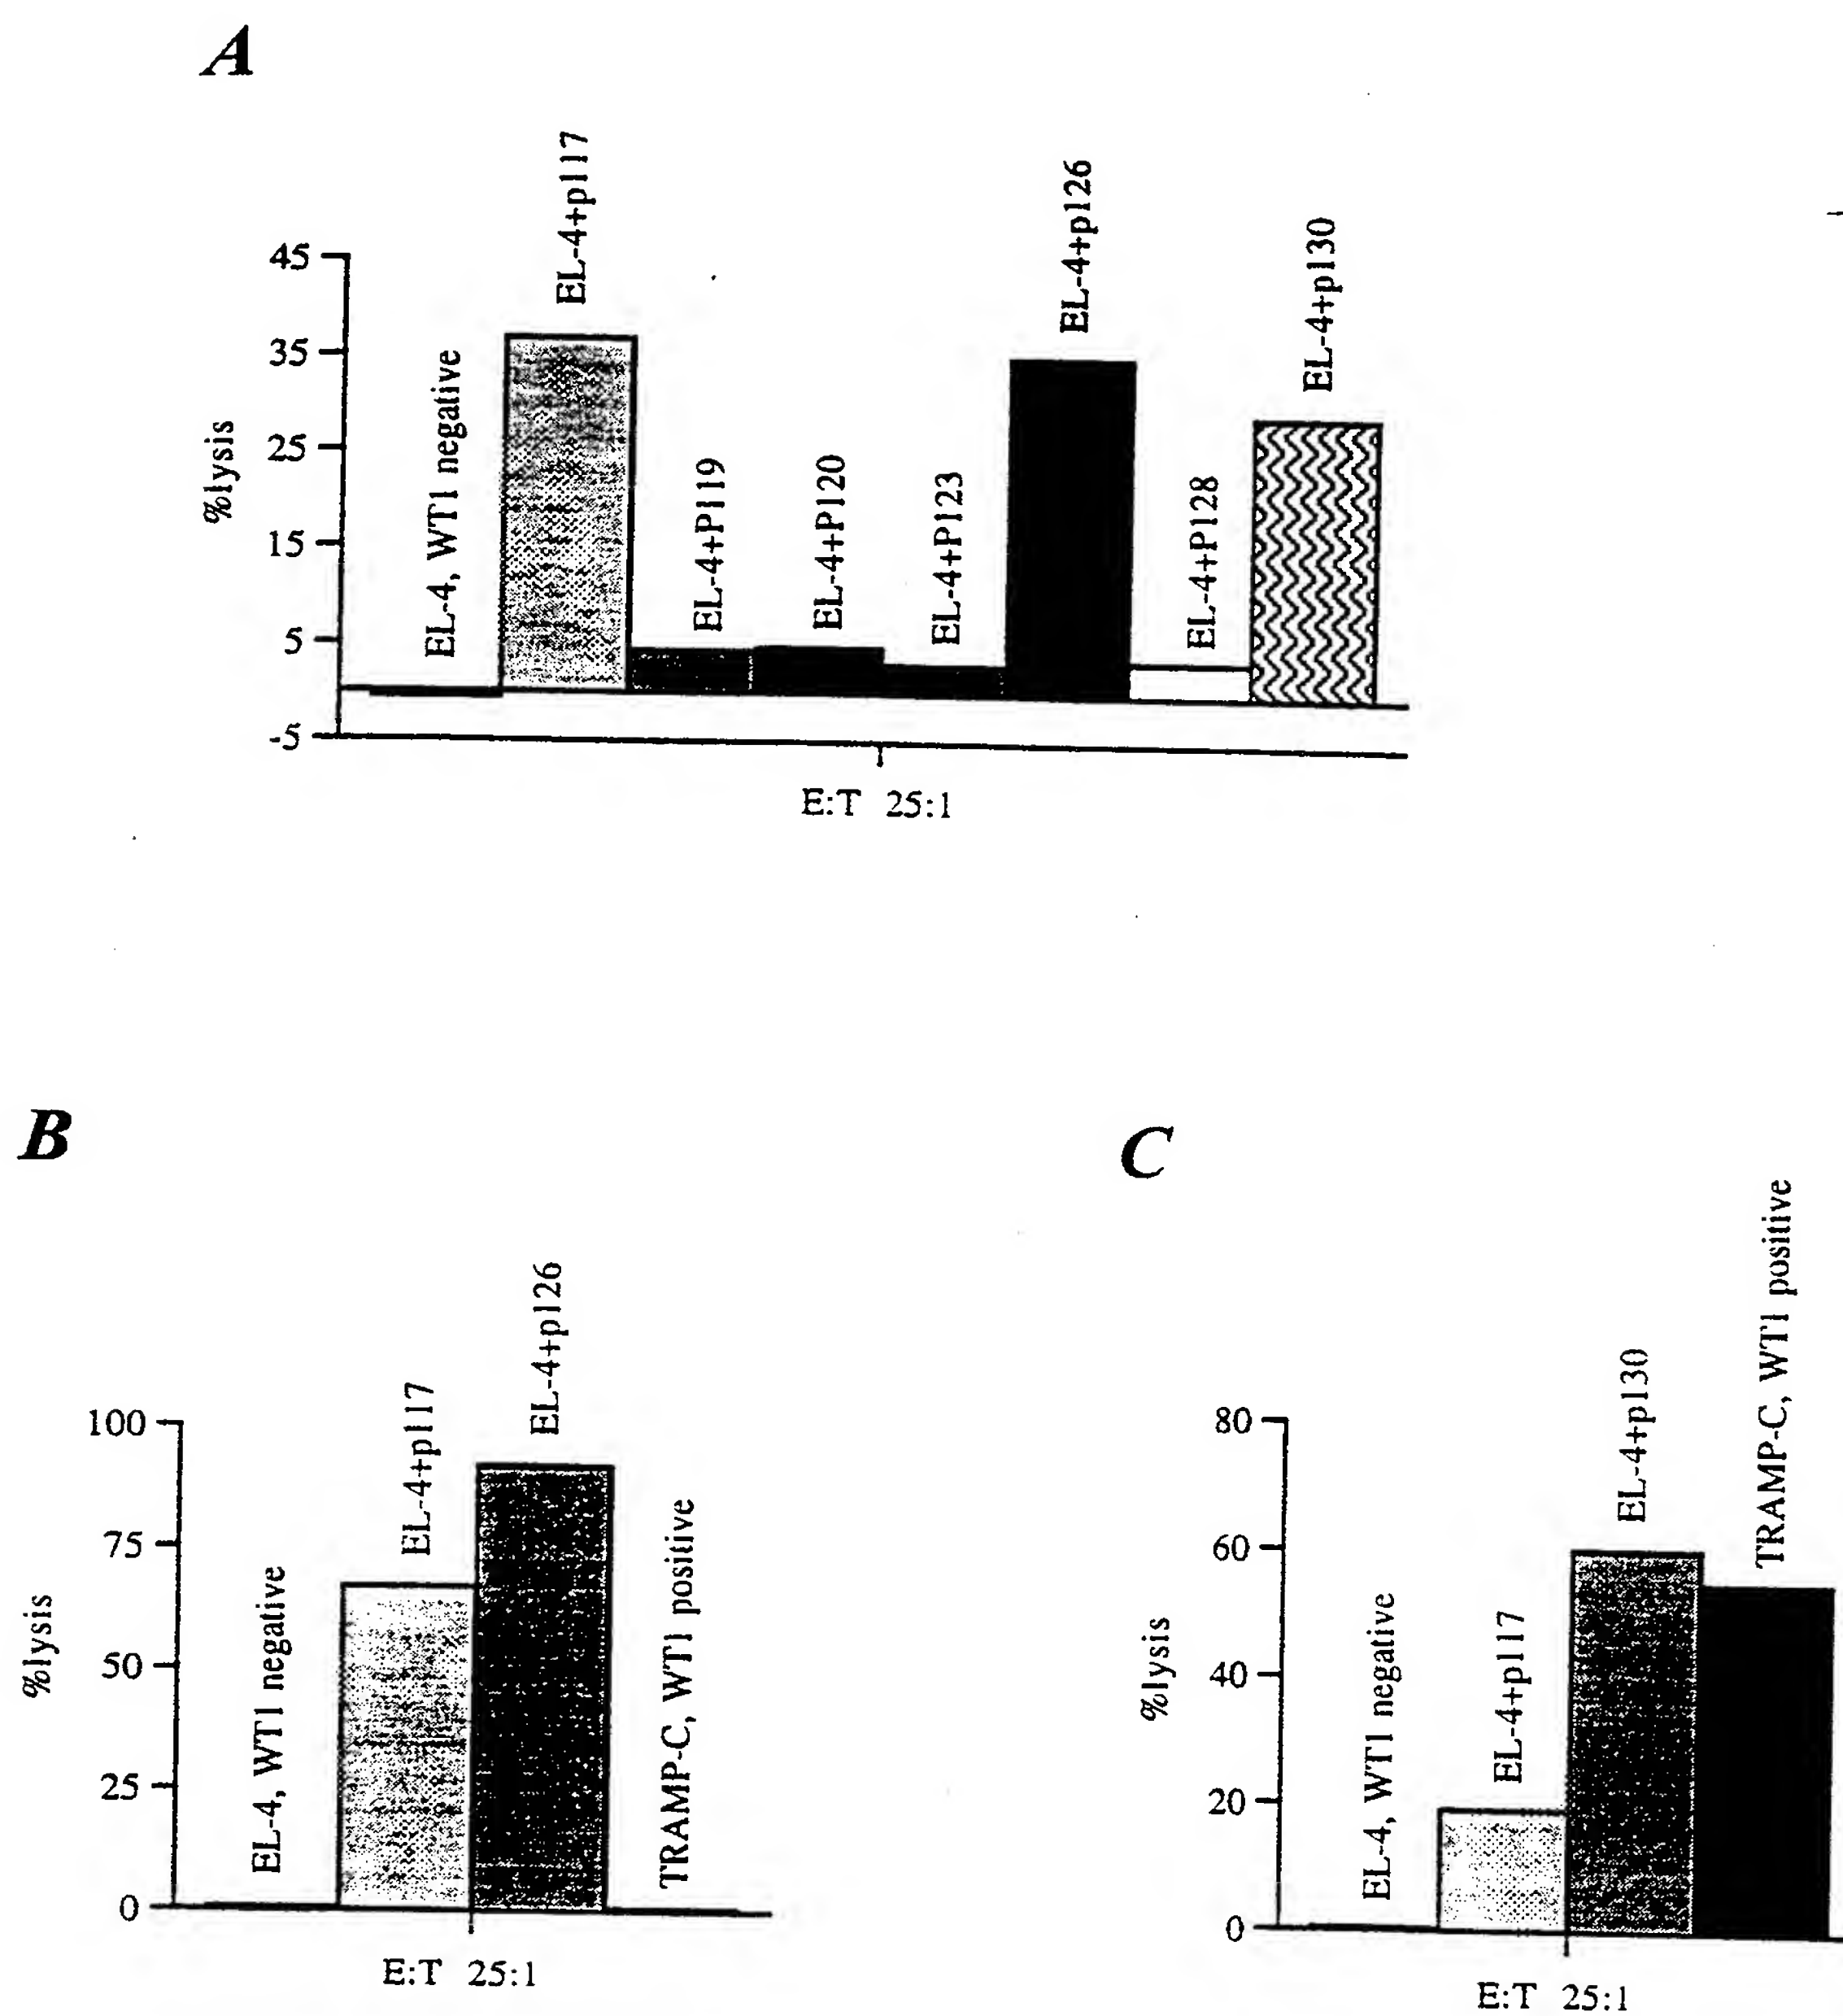 A
EL-4+p117
EL-4+p126
EL-4+p130
EL-4, WT1 negative
EL-4+P119
EL-4+P120
EL-4+P123
EL-4+P128
%lysis
45
35
25
15
5
-5
E:T 25:1
B
EL-4+p126
EL-4+p117
EL-4, WT1 negative
TRAMP-C, WT1 positive
%lysis
100
75
50
25
0
E:T 25:1
C
TRAMP-C, WT1 positive
EL-4+p130
EL-4, WT1 negative
EL-4+p117
%lysis
80
60
40
20
0
E:T 25:1